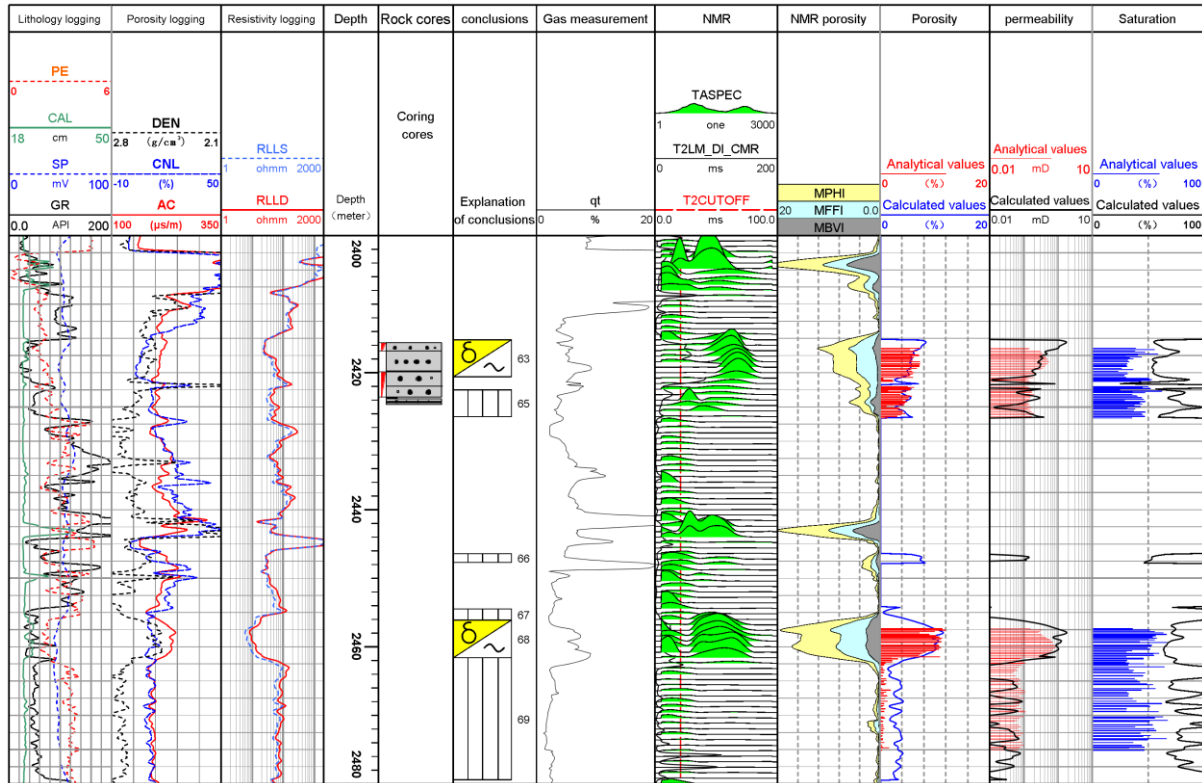 Lithology logging
Porosity logging
Resistivity logging
Depth
Rock cores
conclusions
Gas measurement
NMR
NMR porosity
Porosity
permeability
Saturation
PE
0 6
CAL
18 cm 50
SP
0 mV 100
GR
0.0 API 200
DEN
2.8 (g/cm³) 2.1
CNL
-10 (%) 50
AC
100 (µs/m) 350
RLLS
1 ohmm 2000
RLLD
1 ohmm 2000
Depth
(meter)
Coring
cores
Explanation
of conclusions
qt
0 % 20
TASPEC
1 one 3000
T2LM_DI_CMR
0 ms 200
T2CUTOFF
0.0 ms 100.0
MPHI
20 MFFI 0.0
MBVI
Analytical values
0 (%) 20
Calculated values
0 (%) 20
Analytical values
0.01 mD 10
Calculated values
0.01 mD 10
Analytical values
0.0 (%) 100
Calculated values
0.0 (%) 100
2400
2420
2440
2460
2480
δ
~
63
65
66
67
δ
~
68
69